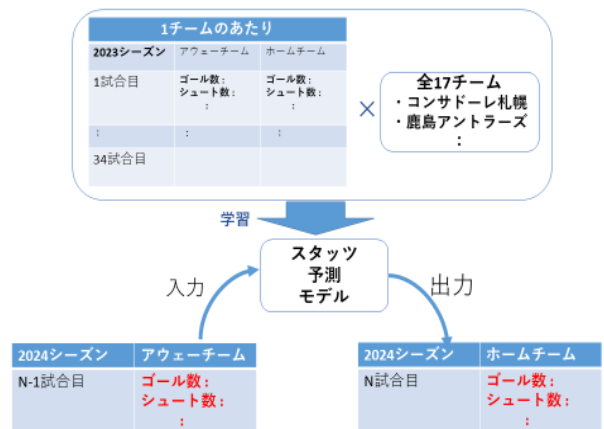 1チームのあたり
2023シーズン アウェーチーム ホームチーム
1試合目 ゴール数： ゴール数：
シュート数： シュート数：
： ：
： ： ：
34試合目
×
全17チーム
・コンサドーレ札幌
・鹿島アントラーズ
：
学習
スタッツ
予測
モデル
入力
出力
2024シーズン アウェーチーム
N-1試合目 ゴール数：
シュート数：
：
2024シーズン ホームチーム
N試合目 ゴール数：
シュート数：
：